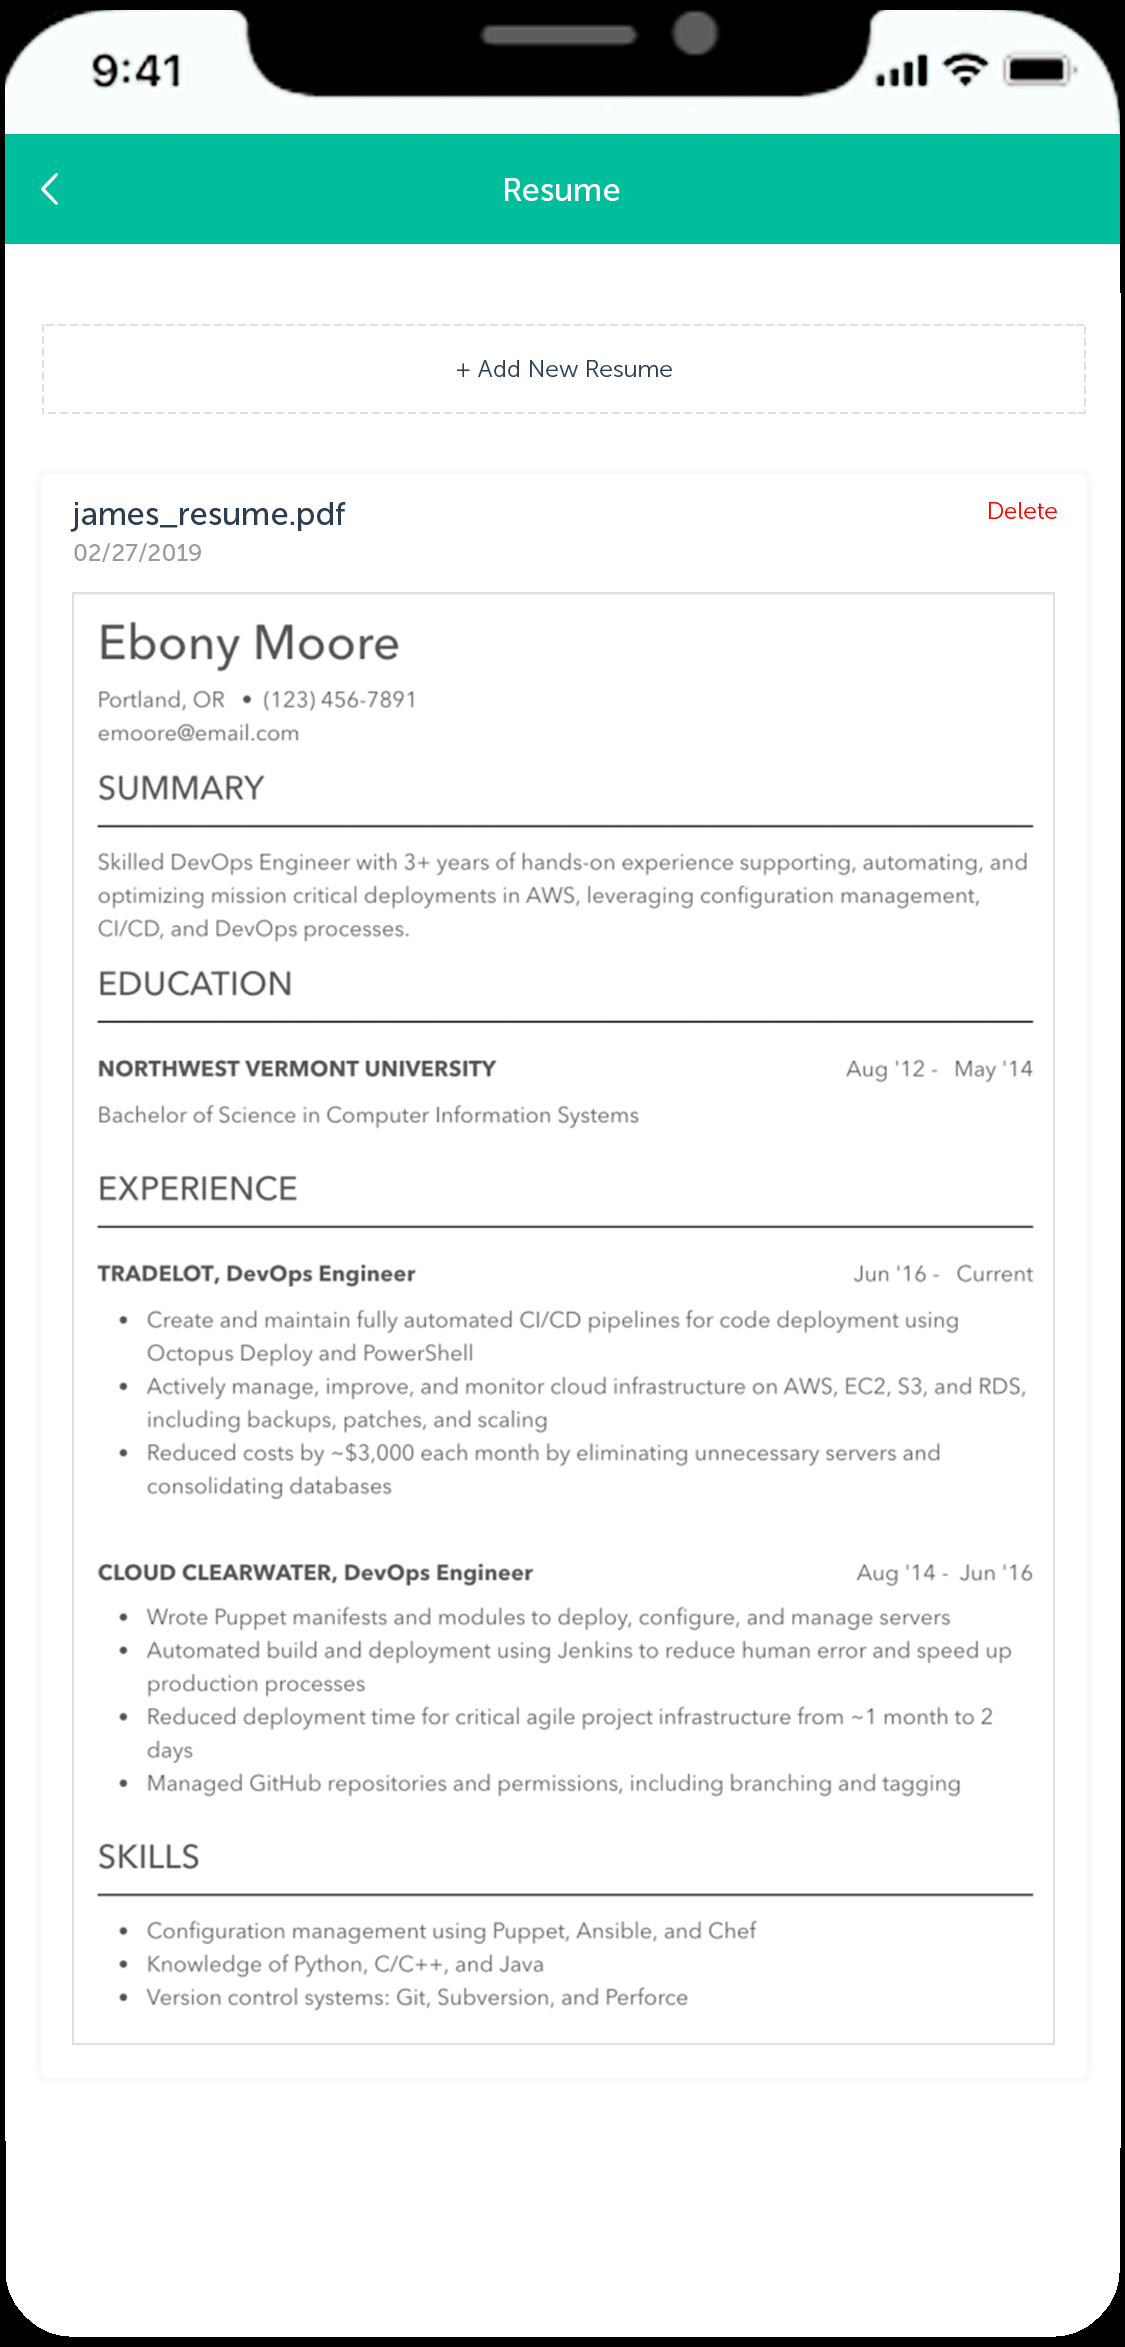 9:41
Resume
+ Add New Resume
james_resume.pdf
Delete
02/27/2019
Ebony Moore
Portland, OR • (123) 456-7891
emoore@email.com
SUMMARY
Skilled DevOps Engineer with 3+ years of hands-on experience supporting, automating, and
optimizing mission critical deployments in AWS, leveraging configuration management,
CI/CD, and DevOps processes.
EDUCATION
NORTHWEST VERMONT UNIVERSITY Aug '12 - May '14
Bachelor of Science in Computer Information Systems
EXPERIENCE
TRADELOT, DevOps Engineer Jun '16 - Current
• Create and maintain fully automated CI/CD pipelines for code deployment using
Octopus Deploy and PowerShell
• Actively manage, improve, and monitor cloud infrastructure on AWS, EC2, S3, and RDS,
including backups, patches, and scaling
• Reduced costs by ~$3,000 each month by eliminating unnecessary servers and
consolidating databases
CLOUD CLEARWATER, DevOps Engineer Aug '14 - Jun '16
• Wrote Puppet manifests and modules to deploy, configure, and manage servers
• Automated build and deployment using Jenkins to reduce human error and speed up
production processes
• Reduced deployment time for critical agile project infrastructure from ~1 month to 2
days
• Managed GitHub repositories and permissions, including branching and tagging
SKILLS
• Configuration management using Puppet, Ansible, and Chef
• Knowledge of Python, C/C++, and Java
• Version control systems: Git, Subversion, and Perforce